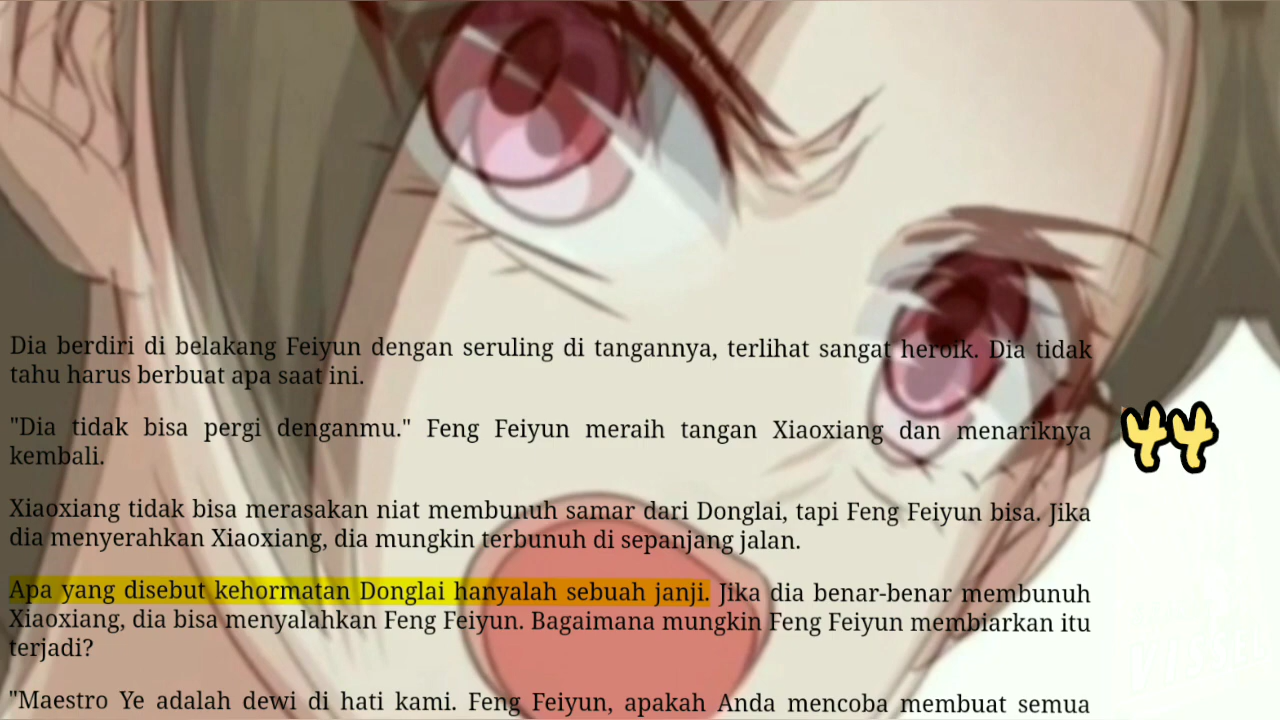 Dia berdiri di belakang Feiyun dengan seruling di tangannya, terlihat sangat heroik. Dia tidak
tahu harus berbuat apa saat ini.
"Dia tidak bisa pergi denganmu." Feng Feiyun meraih tangan Xiaoxiang dan menariknya
kembali.
Xiaoxiang tidak bisa merasakan niat membunuh samar dari Donglai, tapi Feng Feiyun bisa. Jika
dia menyerahkan Xiaoxiang, dia mungkin terbunuh di sepanjang jalan.
Apa yang disebut kehormatan Donglai hanyalah sebuah janji. Jika dia benar-benar membunuh
Xiaoxiang, dia bisa menyalahkan Feng Feiyun. Bagaimana mungkin Feng Feiyun membiarkan itu
terjadi?
"Maestro Ye adalah dewi di hati kami. Feng Feiyun, apakah Anda mencoba membuat semua